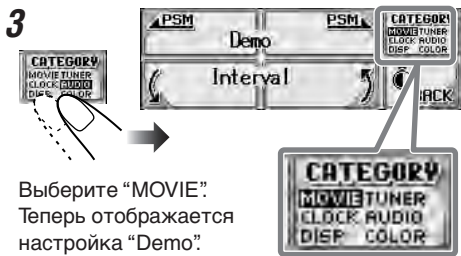 3
PSM PSM
Demo
Interval
BACK
CATEGORY
MOVIE TUNER
CLOCK AUDIO
DISP COLOR
CATEGORY
MOVIE TUNER
CLOCK AUDIO
DISP COLOR
Выберите “MOVIE”.
Теперь отображается
настройка “Demo”.
CATEGORY
MOVIE TUNER
CLOCK AUDIO
DISP COLOR